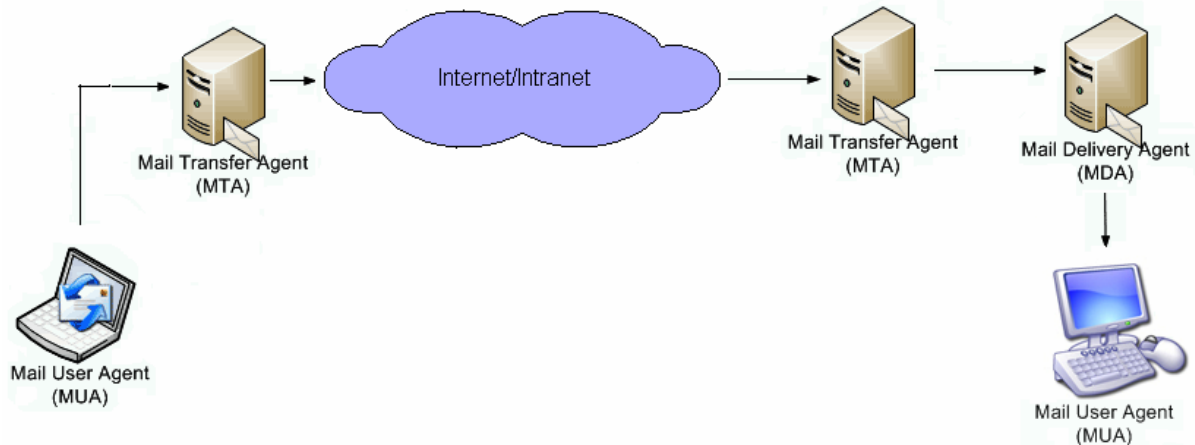 Internet/Intranet
Mail Transfer Agent
(MTA)
Mail Transfer Agent
(MTA)
Mail Delivery Agent
(MDA)
Mail User Agent
(MUA)
Mail User Agent
(MUA)